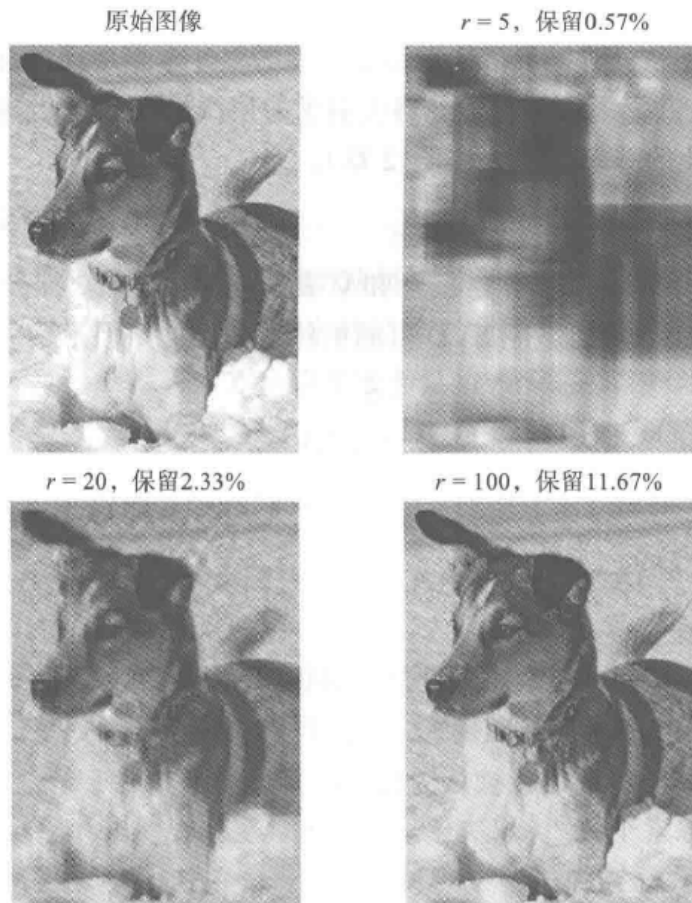 原始图像
r = 5，保留0.57%
r = 20，保留2.33%
r = 100，保留11.67%